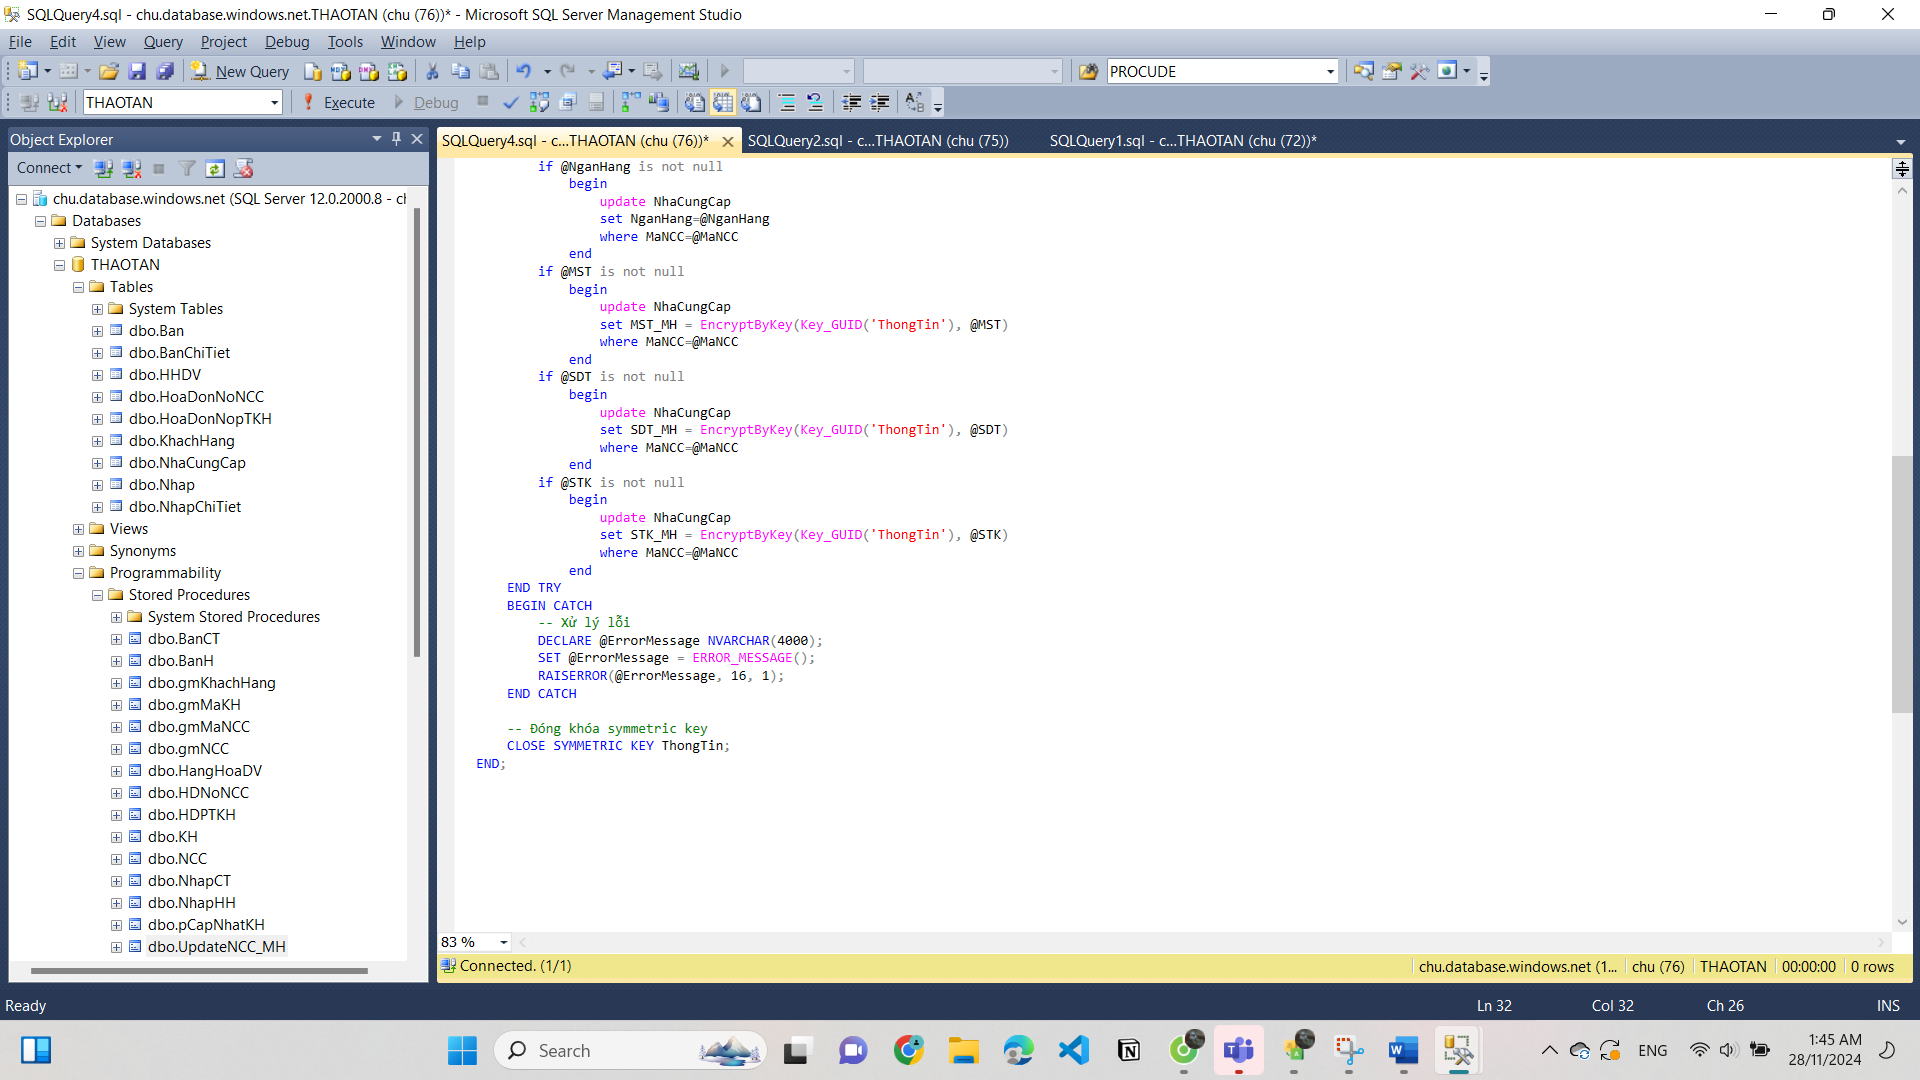 SQLQuery4.sql - chu.database.windows.net.THAOTAN (chu (76))* - Microsoft SQL Server Management Studio
File Edit View Query Project Debug Tools Window Help
New Query PROCUDE
THAOTAN Execute Debug
Object Explorer
Connect
chu.database.windows.net (SQL Server 12.0.2000.8 - cl
Databases
System Databases
THAOTAN
Tables
System Tables
dbo.Ban
dbo.BanChiTiet
dbo.HHDV
dbo.HoaDonNoNCC
dbo.HoaDonNopTKH
dbo.KhachHang
dbo.NhaCungCap
dbo.Nhap
dbo.NhapChiTiet
Views
Synonyms
Programmability
Stored Procedures
System Stored Procedures
dbo.BanCT
dbo.BanH
dbo.gmKhachHang
dbo.gmMaKH
dbo.gmMaNCC
dbo.gmNCC
dbo.HangHoaDV
dbo.HDNoNCC
dbo.HDPTKH
dbo.KH
dbo.NCC
dbo.NhapCT
dbo.NhapHH
dbo.pCapNhatKH
dbo.UpdateNCC_MH
SQLQuery4.sql - c...THAOTAN (chu (76))* SQLQuery2.sql - c...THAOTAN (chu (75)) SQLQuery1.sql - c...THAOTAN (chu (72))*
if @NganHang is not null
begin
update NhaCungCap
set NganHang=@NganHang
where MaNCC=@MaNCC
end
if @MST is not null
begin
update NhaCungCap
set MST_MH = EncryptByKey(Key_GUID('ThongTin'), @MST)
where MaNCC=@MaNCC
end
if @SDT is not null
begin
update NhaCungCap
set SDT_MH = EncryptByKey(Key_GUID('ThongTin'), @SDT)
where MaNCC=@MaNCC
end
if @STK is not null
begin
update NhaCungCap
set STK_MH = EncryptByKey(Key_GUID('ThongTin'), @STK)
where MaNCC=@MaNCC
end
END TRY
BEGIN CATCH
-- Xử lý lỗi
DECLARE @ErrorMessage NVARCHAR(4000);
SET @ErrorMessage = ERROR_MESSAGE();
RAISERROR(@ErrorMessage, 16, 1);
END CATCH
-- Đóng khóa symmetric key
CLOSE SYMMETRIC KEY ThongTin;
END;
83 %
Connected. (1/1) chu.database.windows.net (1... chu (76) THAOTAN 00:00:00 0 rows
Ready Ln 32 Col 32 Ch 26 INS
Search
ENG
1:45 AM
28/11/2024